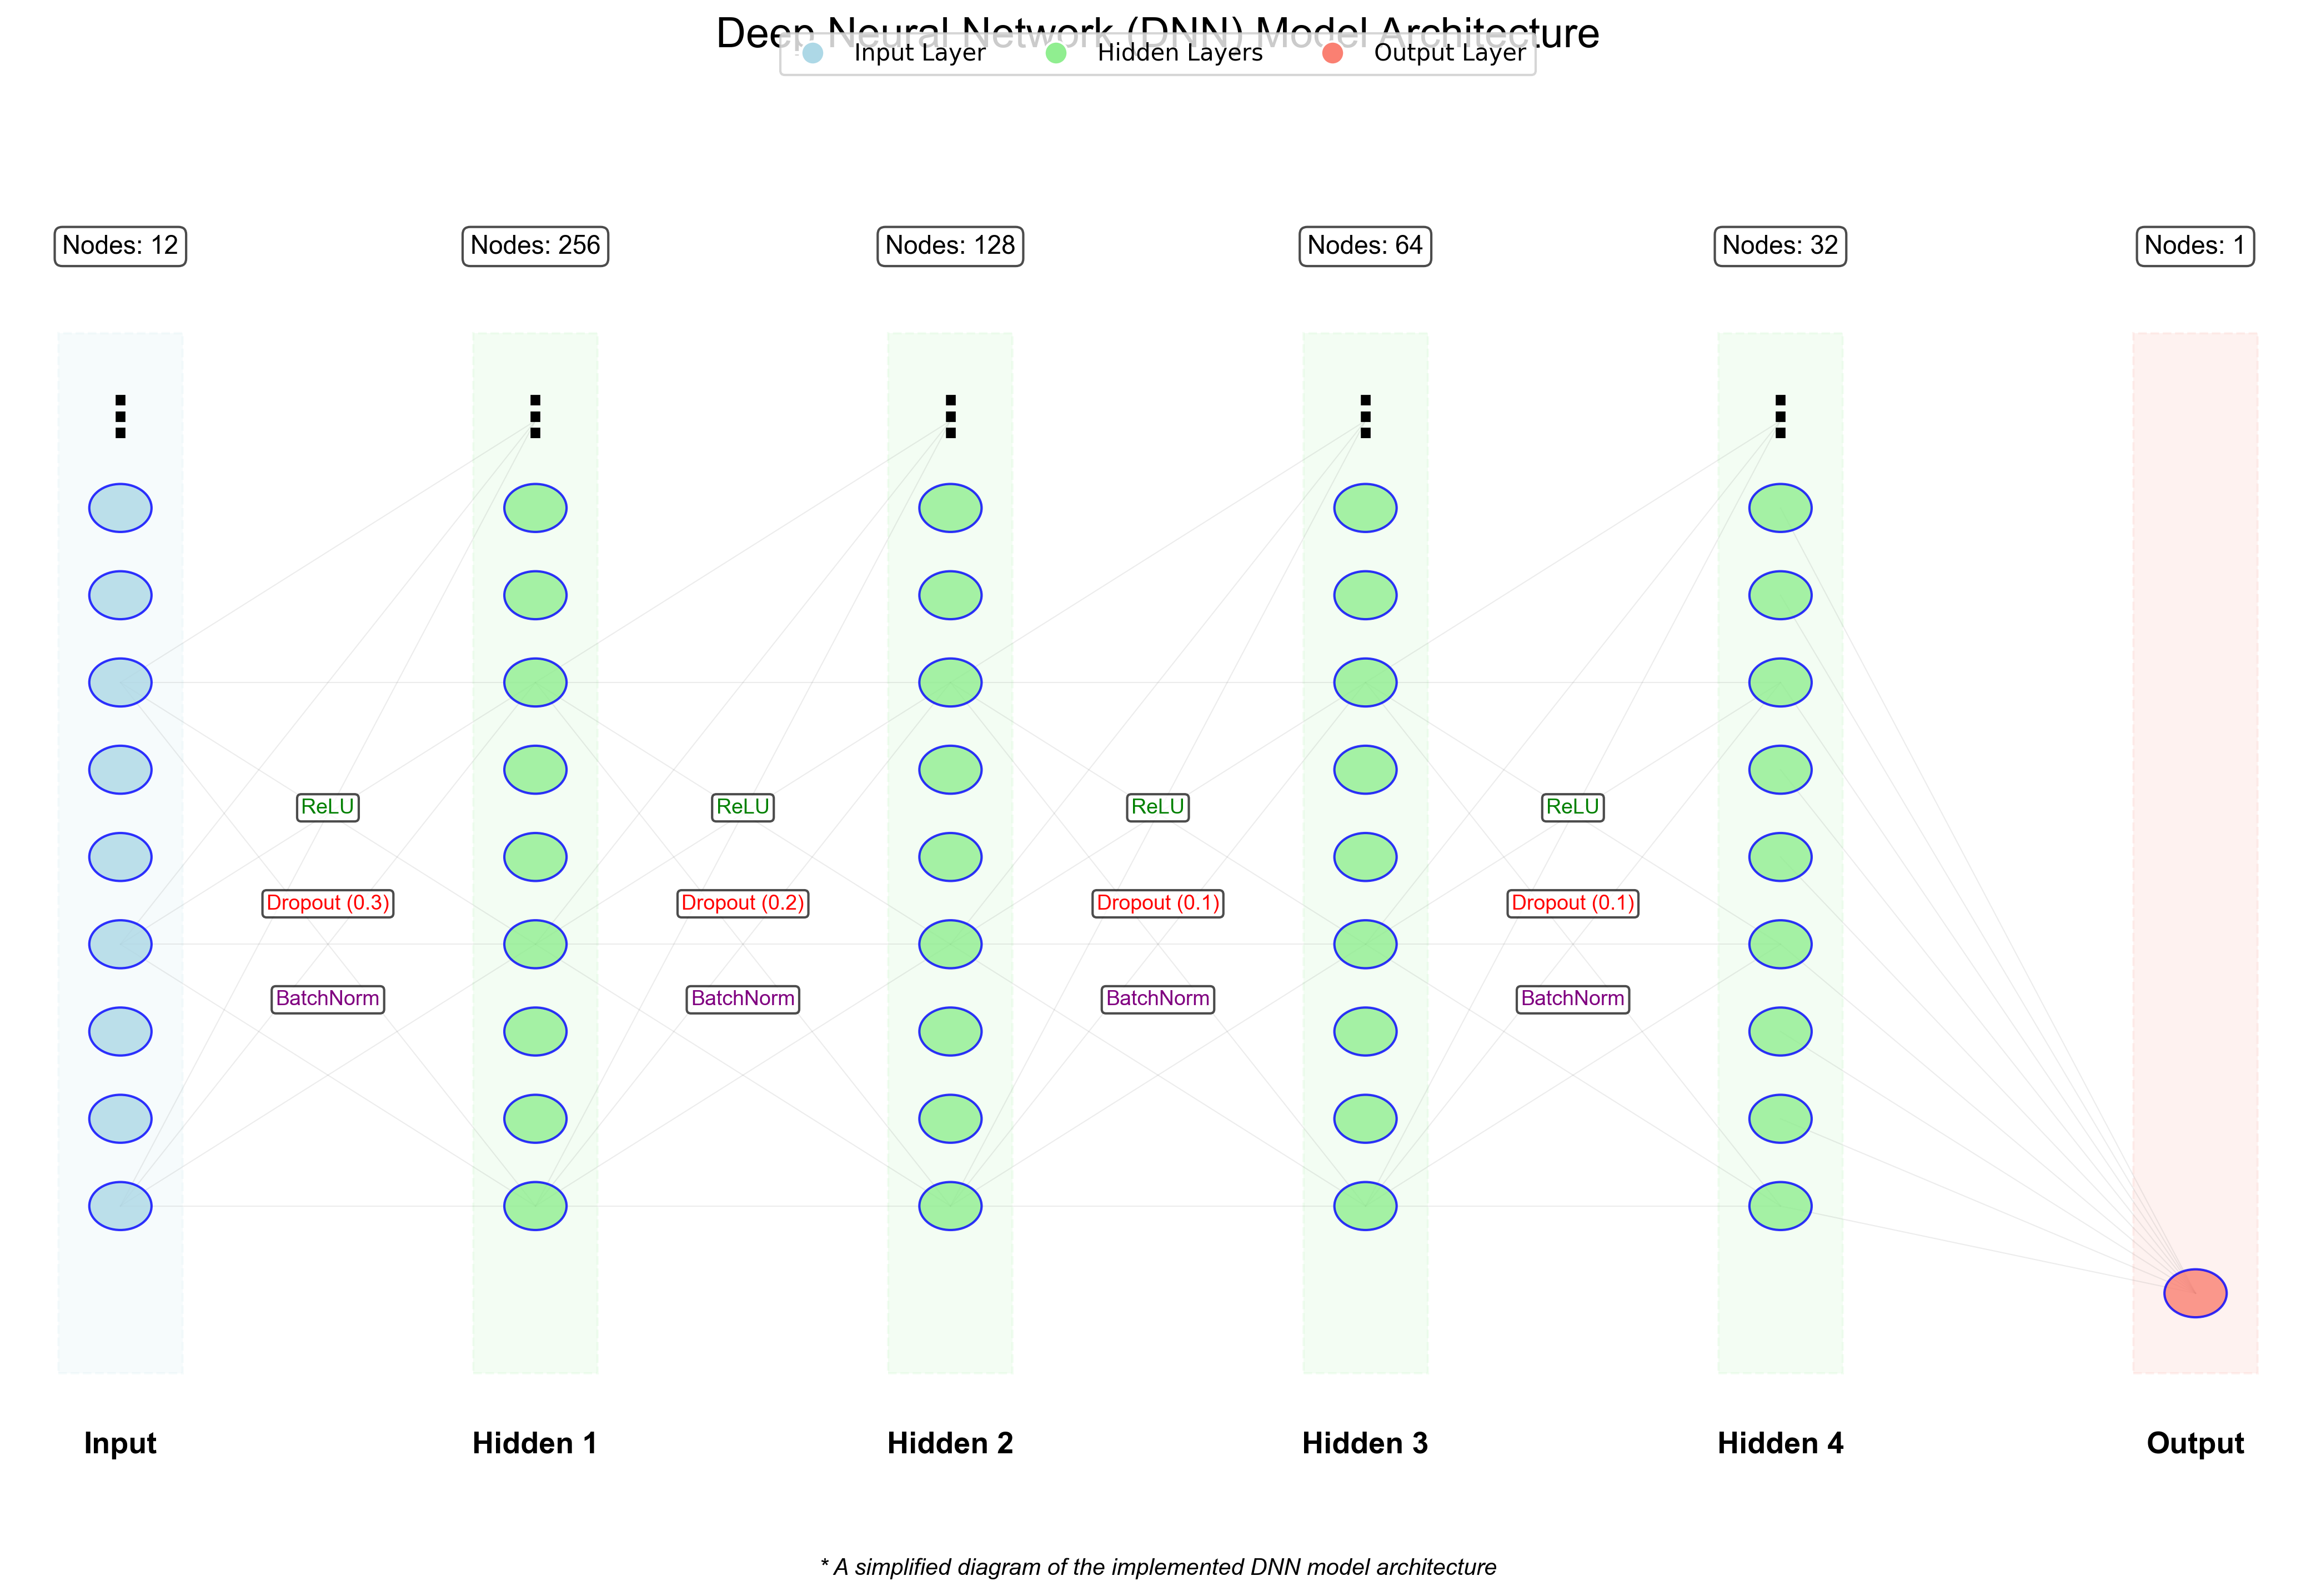 Deep Neural Network (DNN) Model Architecture
Input Layer Hidden Layers Output Layer
Nodes: 12 Nodes: 256 Nodes: 128 Nodes: 64 Nodes: 32 Nodes: 1
ReLU ReLU ReLU ReLU
Dropout (0.3) Dropout (0.2) Dropout (0.1) Dropout (0.1)
BatchNorm BatchNorm BatchNorm BatchNorm
Input Hidden 1 Hidden 2 Hidden 3 Hidden 4 Output
* A simplified diagram of the implemented DNN model architecture